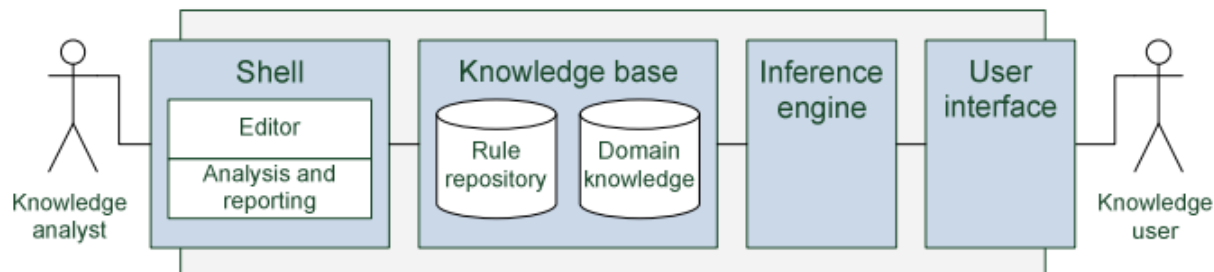 Shell
Editor
Analysis and
reporting
Knowledge base
Rule
repository
Domain
knowledge
Inference
engine
User
interface
Knowledge
analyst
Knowledge
user